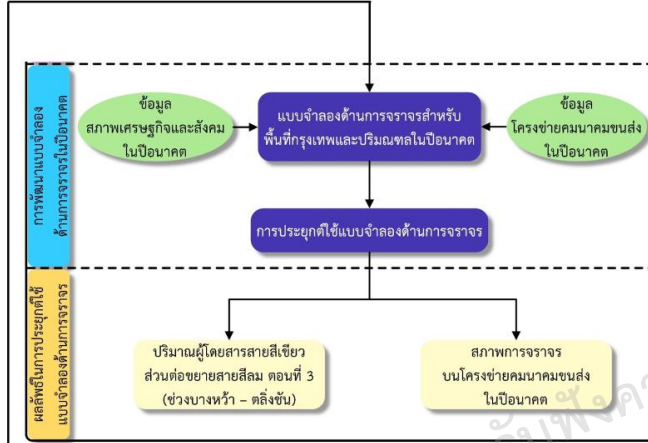 การพัฒนาแบบจำลอง
ด้านการจราจรในปีอนาคต
ข้อมูล
สภาพเศรษฐกิจและสังคม
ในปีอนาคต
แบบจำลองด้านการจราจรสำหรับ
พื้นที่กรุงเทพและปริมณฑลในปีอนาคต
ข้อมูล
โครงข่ายคมนาคมขนส่ง
ในปีอนาคต
การประยุกต์ใช้แบบจำลองด้านการจราจร
ผลลัพธ์ในการประยุกต์ใช้
แบบจำลองด้านการจราจร
ปริมาณผู้โดยสารสายสีเขียว
ส่วนต่อขยายสายสีลม ตอนที่ 3
(ช่วงบางหว้า – ตลิ่งชัน)
สภาพการจราจร
บนโครงข่ายคมนาคมขนส่ง
ในปีอนาคต